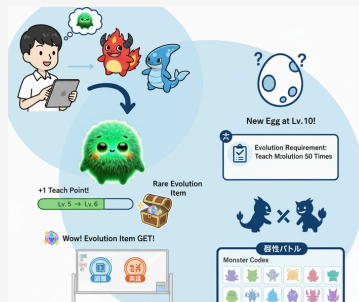 +1 Teach Point!
Lv. 5 → Lv. 6
Rare Evolution
Item
Wow! Evolution Item GET!
? ?
New Egg at Lv.10!
Evolution Requirement:
Teach Mɔolution 50 Times
Monster Codex